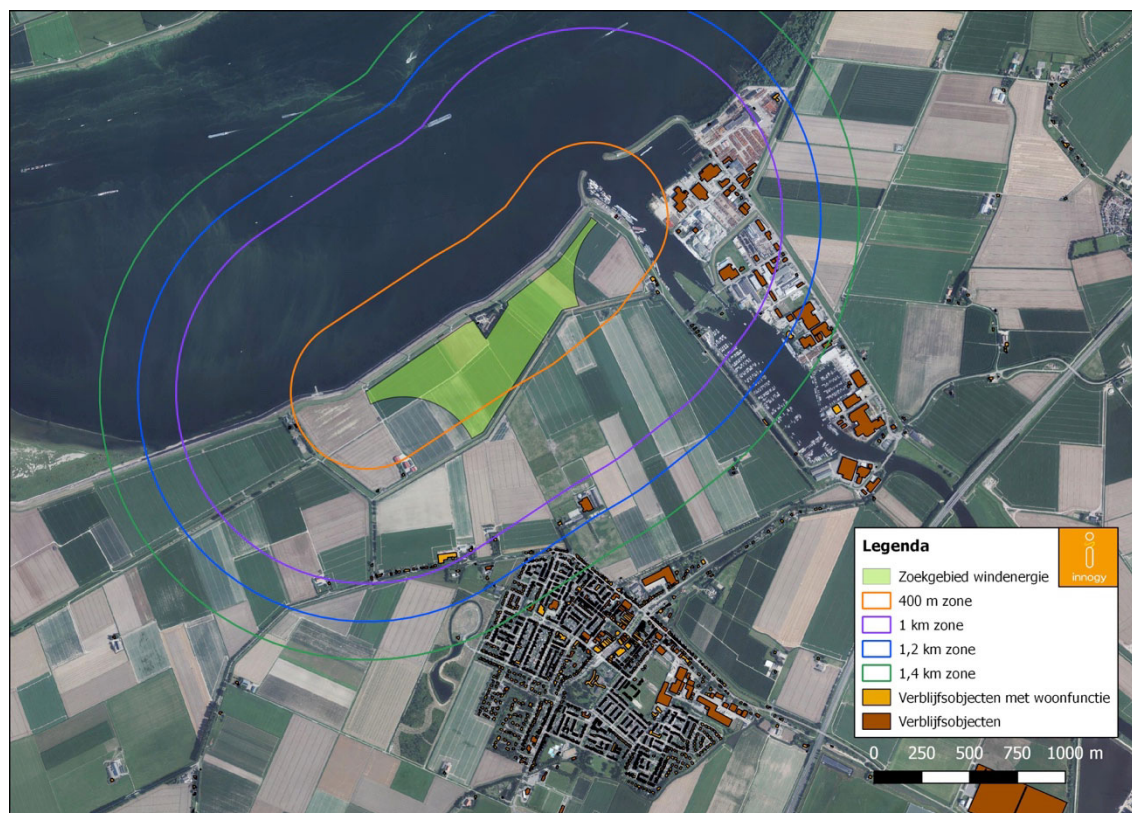 Legenda
innogy
Zoekgebied windenergie
400 m zone
1 km zone
1,2 km zone
1,4 km zone
Verblijfsobjecten met woonfunctie
Verblijfsobjecten
0 250 500 750 1000 m